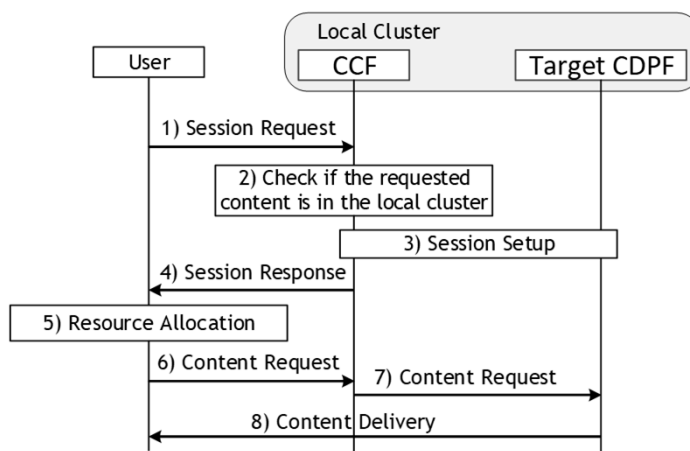 Local Cluster
User
CCF
Target CDPF
1) Session Request
2) Check if the requested
content is in the local cluster
3) Session Setup
4) Session Response
5) Resource Allocation
6) Content Request
7) Content Request
8) Content Delivery